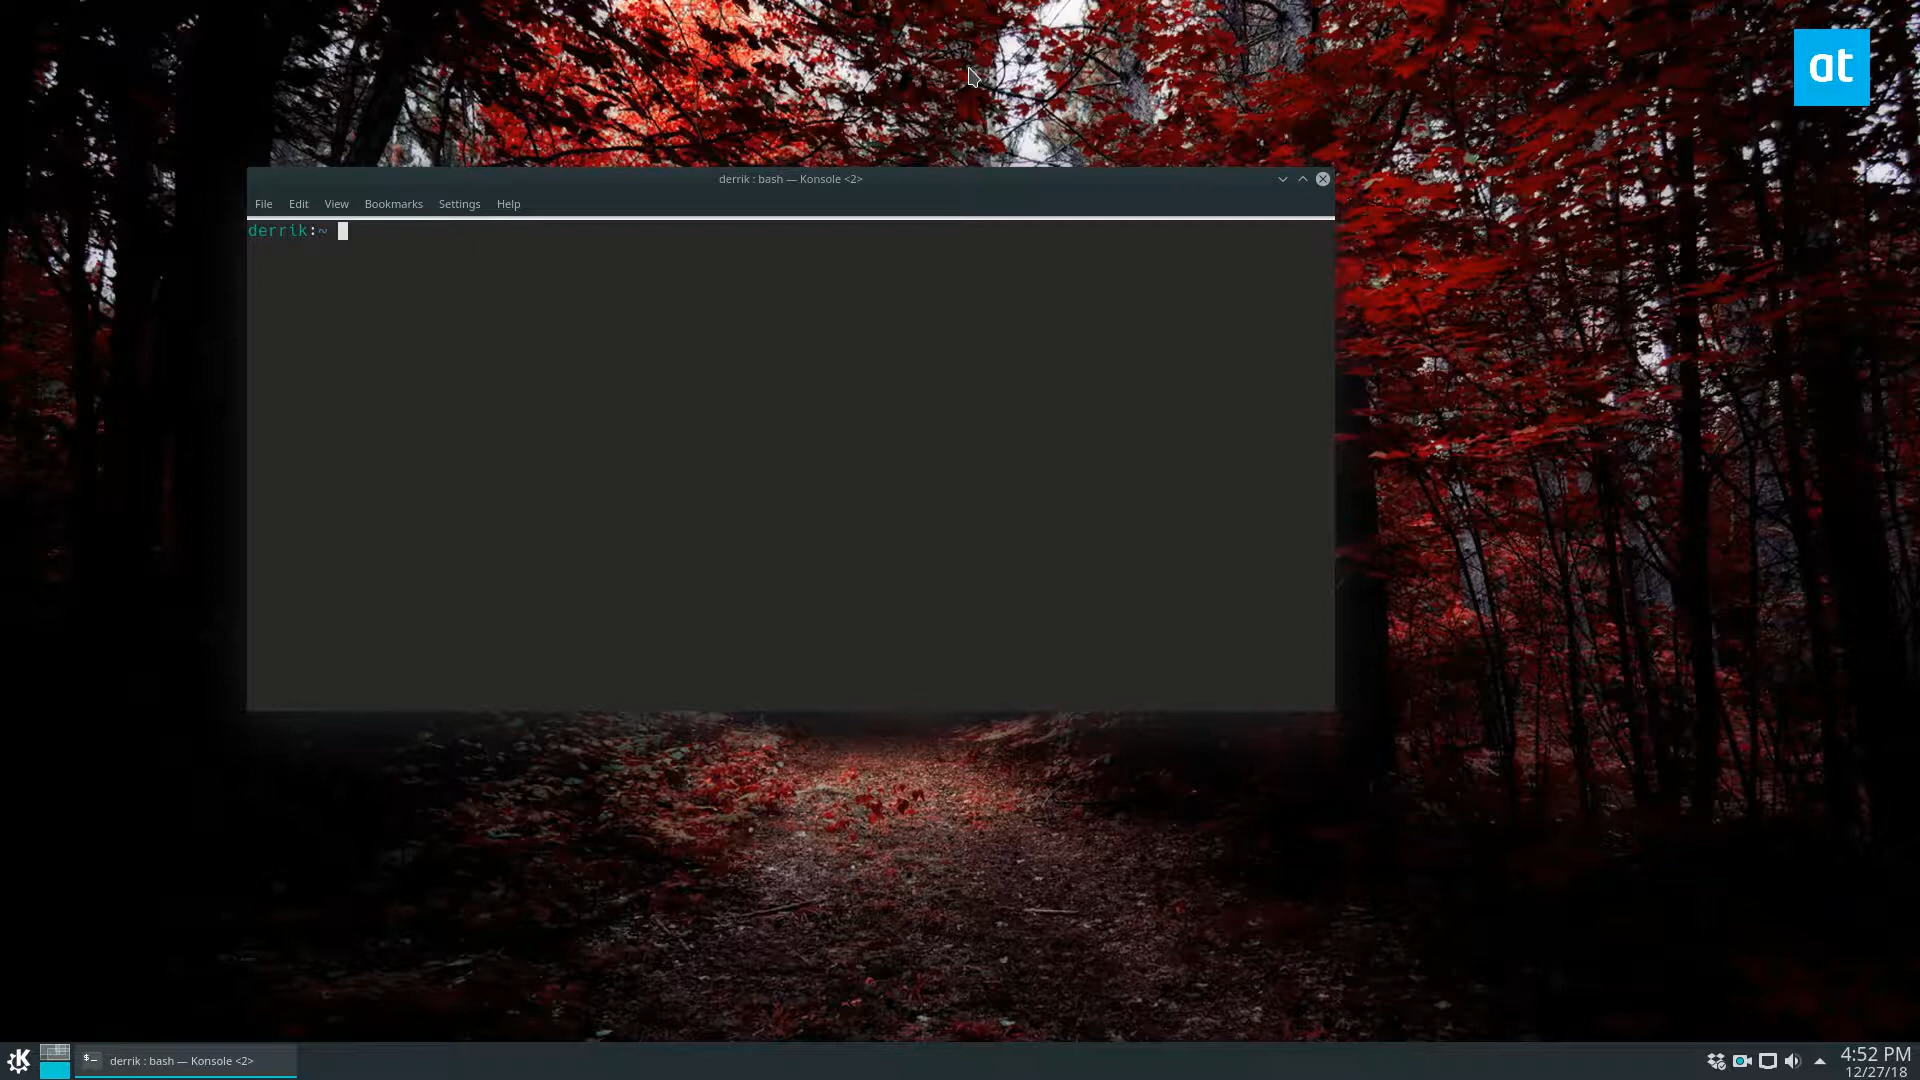 at
derrik : bash — Konsole <2>
File Edit View Bookmarks Settings Help
derrik:~
derrik : bash — Konsole <2>
4:52 PM
12/27/18